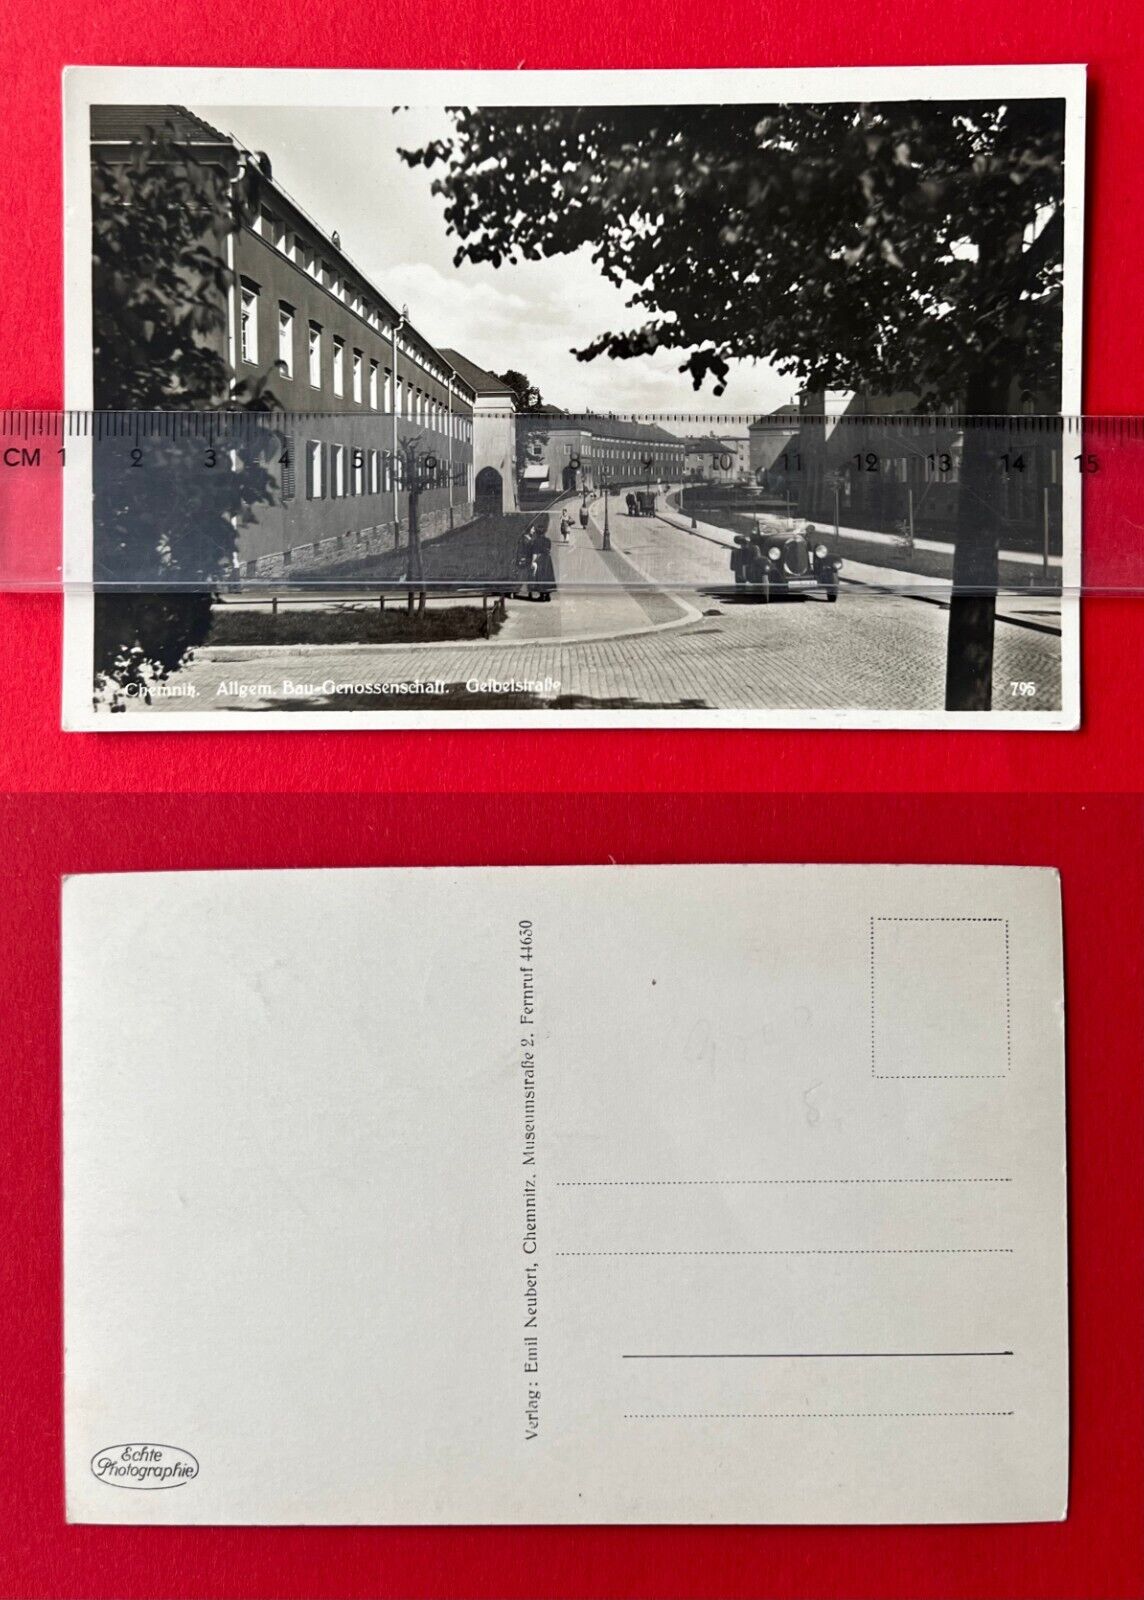 CM 1 2 3 4 5 6 8 9 10 11 12 13 14 15
Chemnitz. Allgem. Bau-Genossenschaft. Geibelstraße
795
Verlag: Emil Neubert, Chemnitz, Museumstraße 2. Fernruf 44630
Echte
Photographie